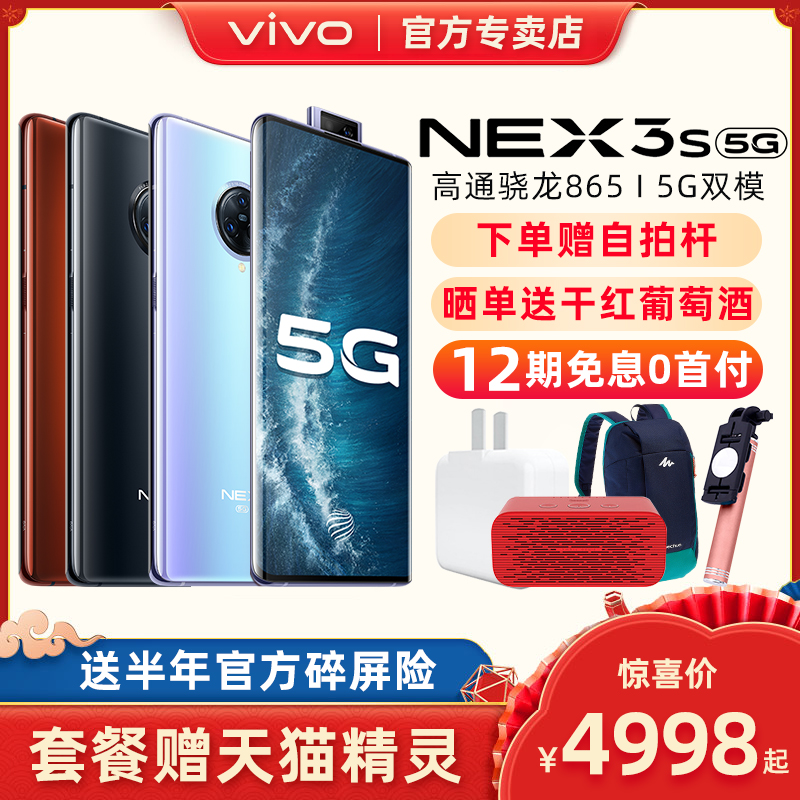 vivo 官方专卖店
NEX 3s 5G
高通骁龙865 | 5G双模
下单赠自拍杆
晒单送干红葡萄酒
12期免息0首付
5G
NEX
送半年官方碎屏险
套餐赠天猫精灵
惊喜价
¥4998起